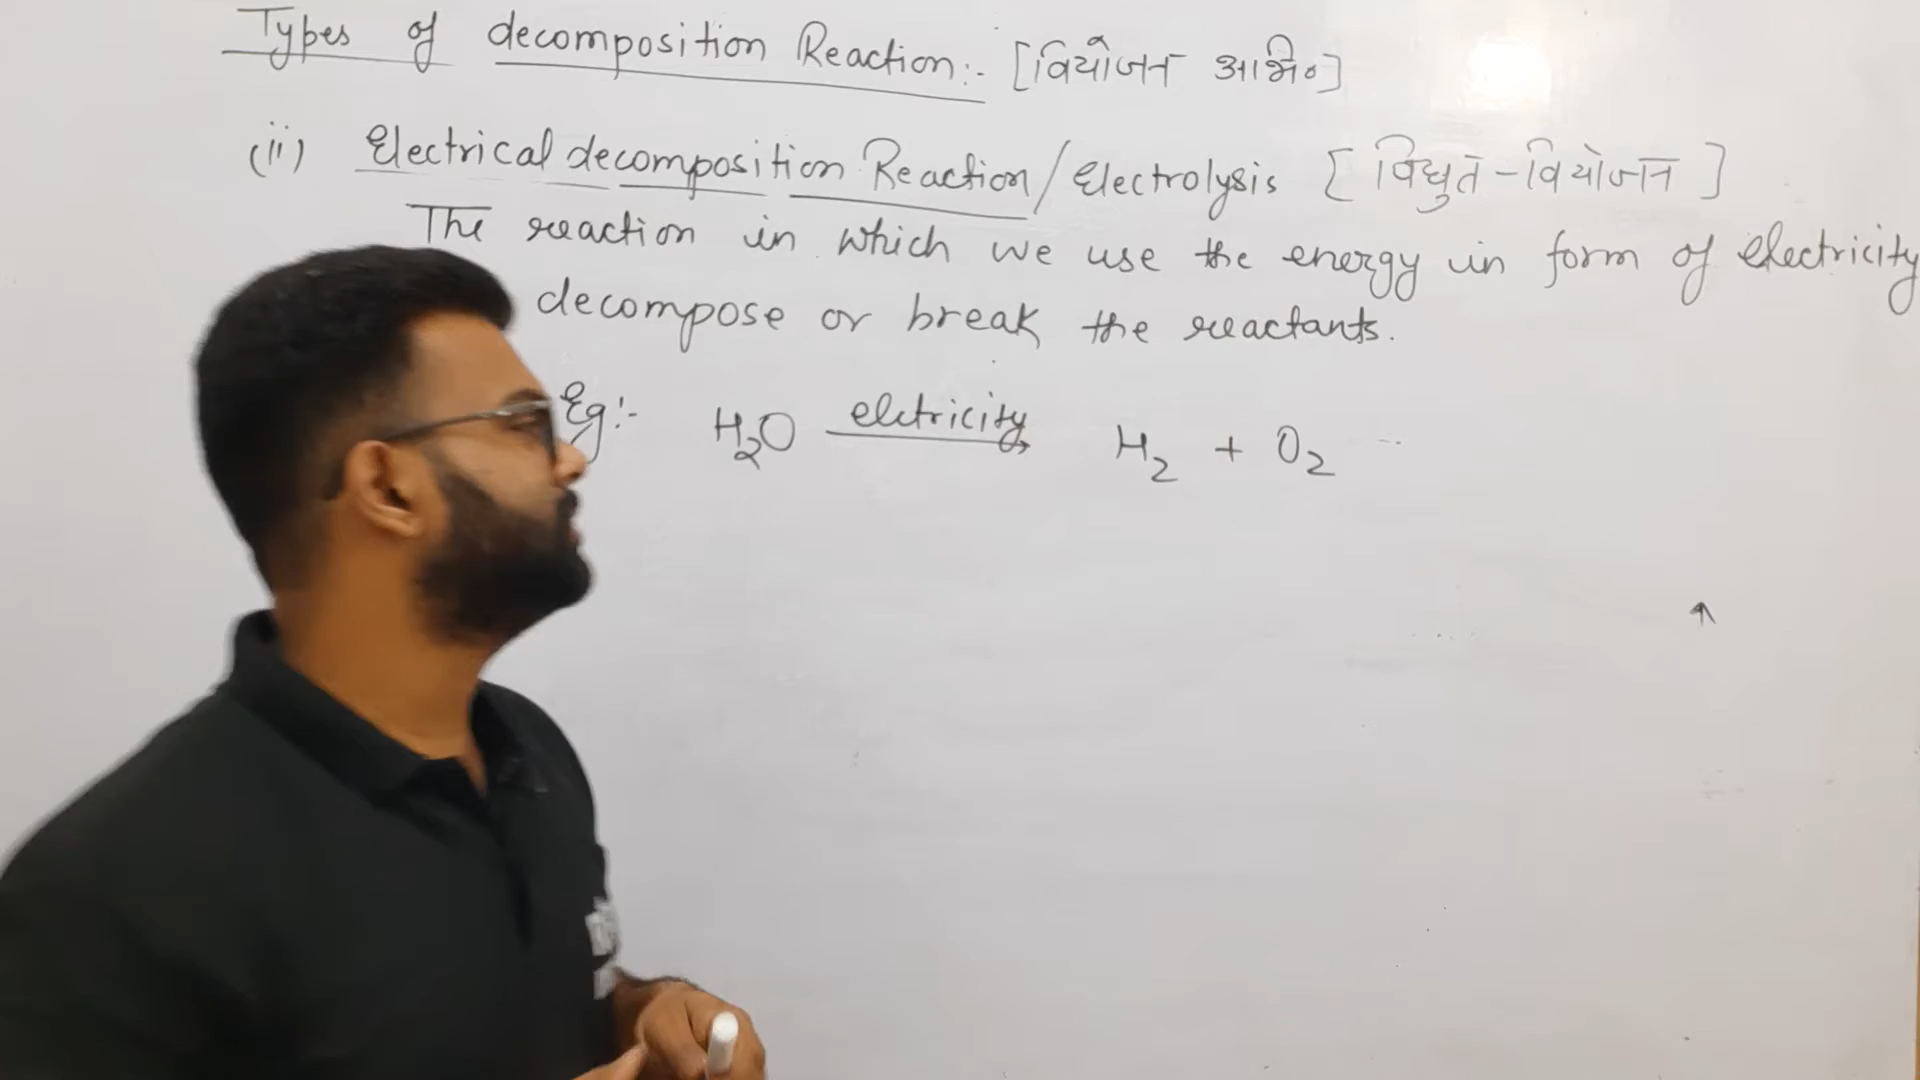 Types of decomposition Reaction:- [वियोजन अभि०]
(ii) Electrical decomposition Reaction/Electrolysis [विद्युत-वियोजन]
The reaction in which we use the energy in form of electricity
decompose or break the reactants.
Eg:- H₂O elctricity→ H₂ + O₂